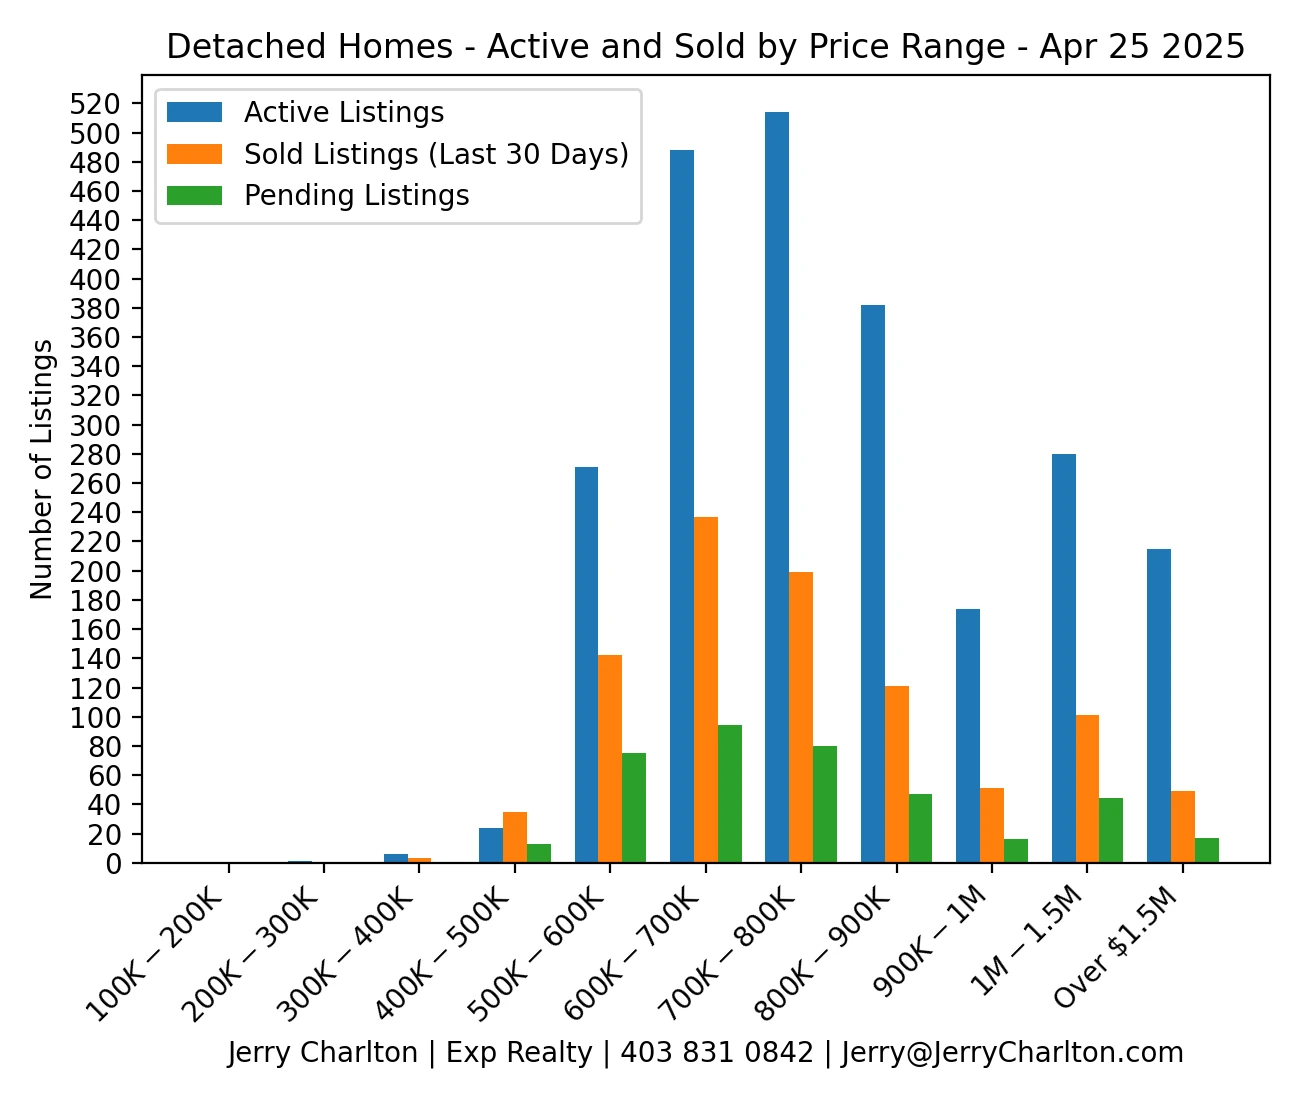 Detached Homes - Active and Sold by Price Range - Apr 25 2025
Active Listings
Sold Listings (Last 30 Days)
Pending Listings
Number of Listings
520
500
480
460
440
420
400
380
360
340
320
300
280
260
240
220
200
180
160
140
120
100
80
60
40
20
0
100K − 200K
200K − 300K
300K − 400K
400K − 500K
500K − 600K
600K − 700K
700K − 800K
800K − 900K
900K − 1M
1M − 1.5M
Over $1.5M
Jerry Charlton | Exp Realty | 403 831 0842 | Jerry@JerryCharlton.com